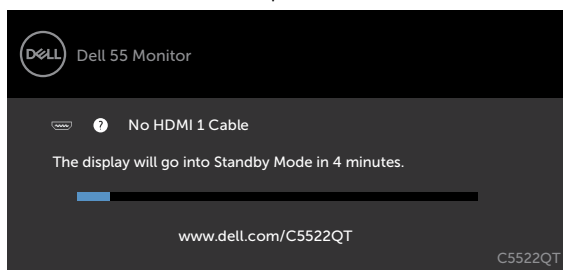 DELL Dell 55 Monitor
? No HDMI 1 Cable
The display will go into Standby Mode in 4 minutes.
www.dell.com/C5522QT
C5522QT